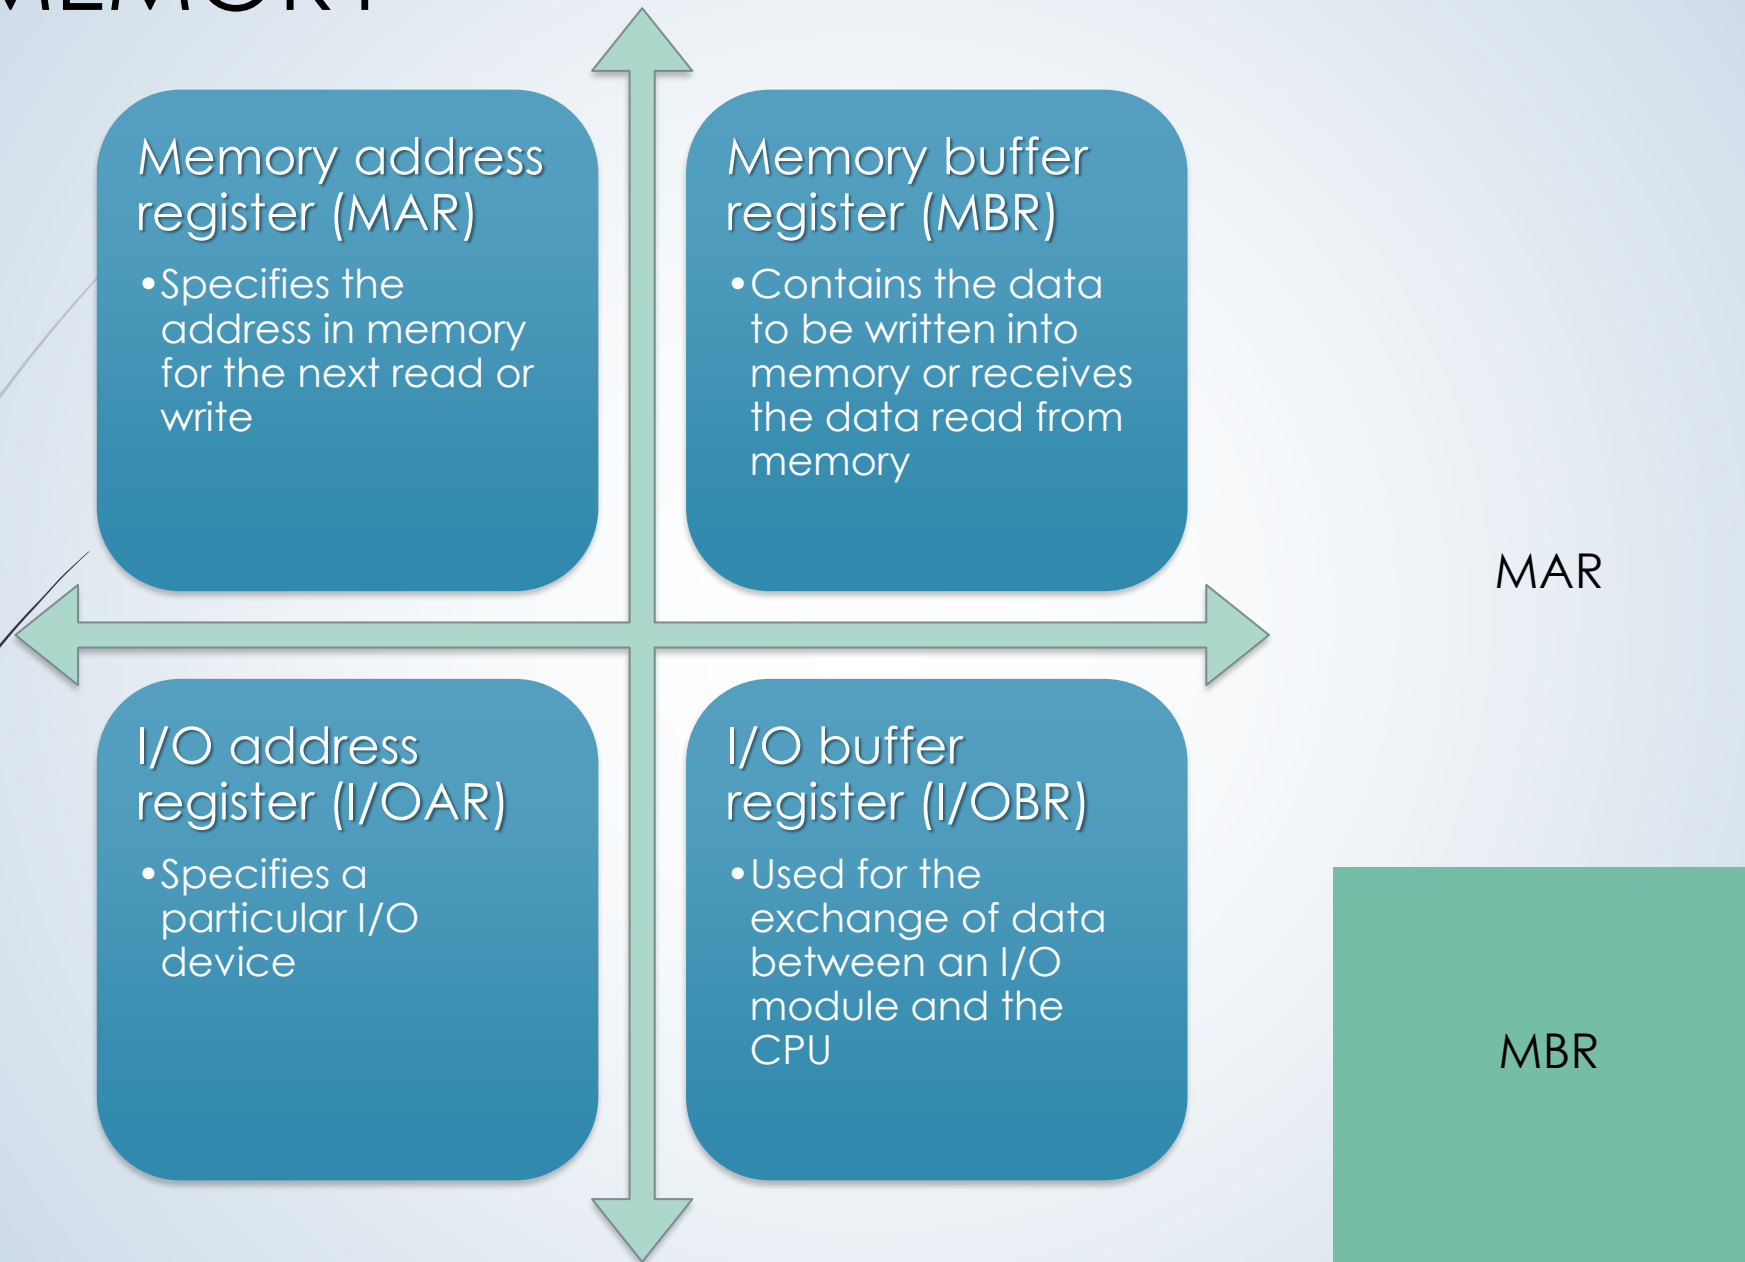 MEMORY
Memory address
register (MAR)
•Specifies the
address in memory
for the next read or
write
Memory buffer
register (MBR)
•Contains the data
to be written into
memory or receives
the data read from
memory
I/O address
register (I/OAR)
•Specifies a
particular I/O
device
I/O buffer
register (I/OBR)
•Used for the
exchange of data
between an I/O
module and the
CPU
MAR
MBR